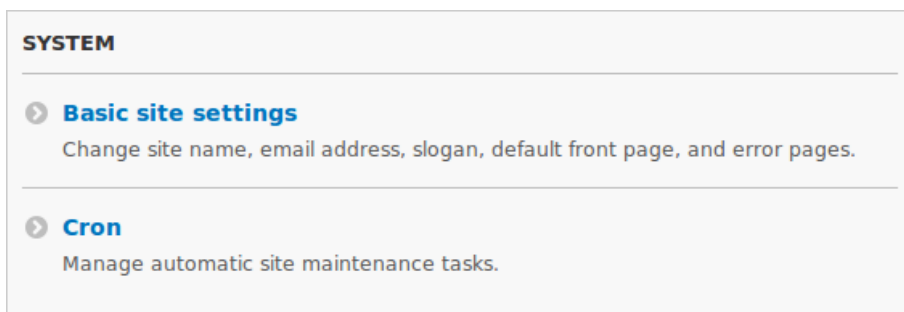 SYSTEM
Basic site settings
Change site name, email address, slogan, default front page, and error pages.
Cron
Manage automatic site maintenance tasks.